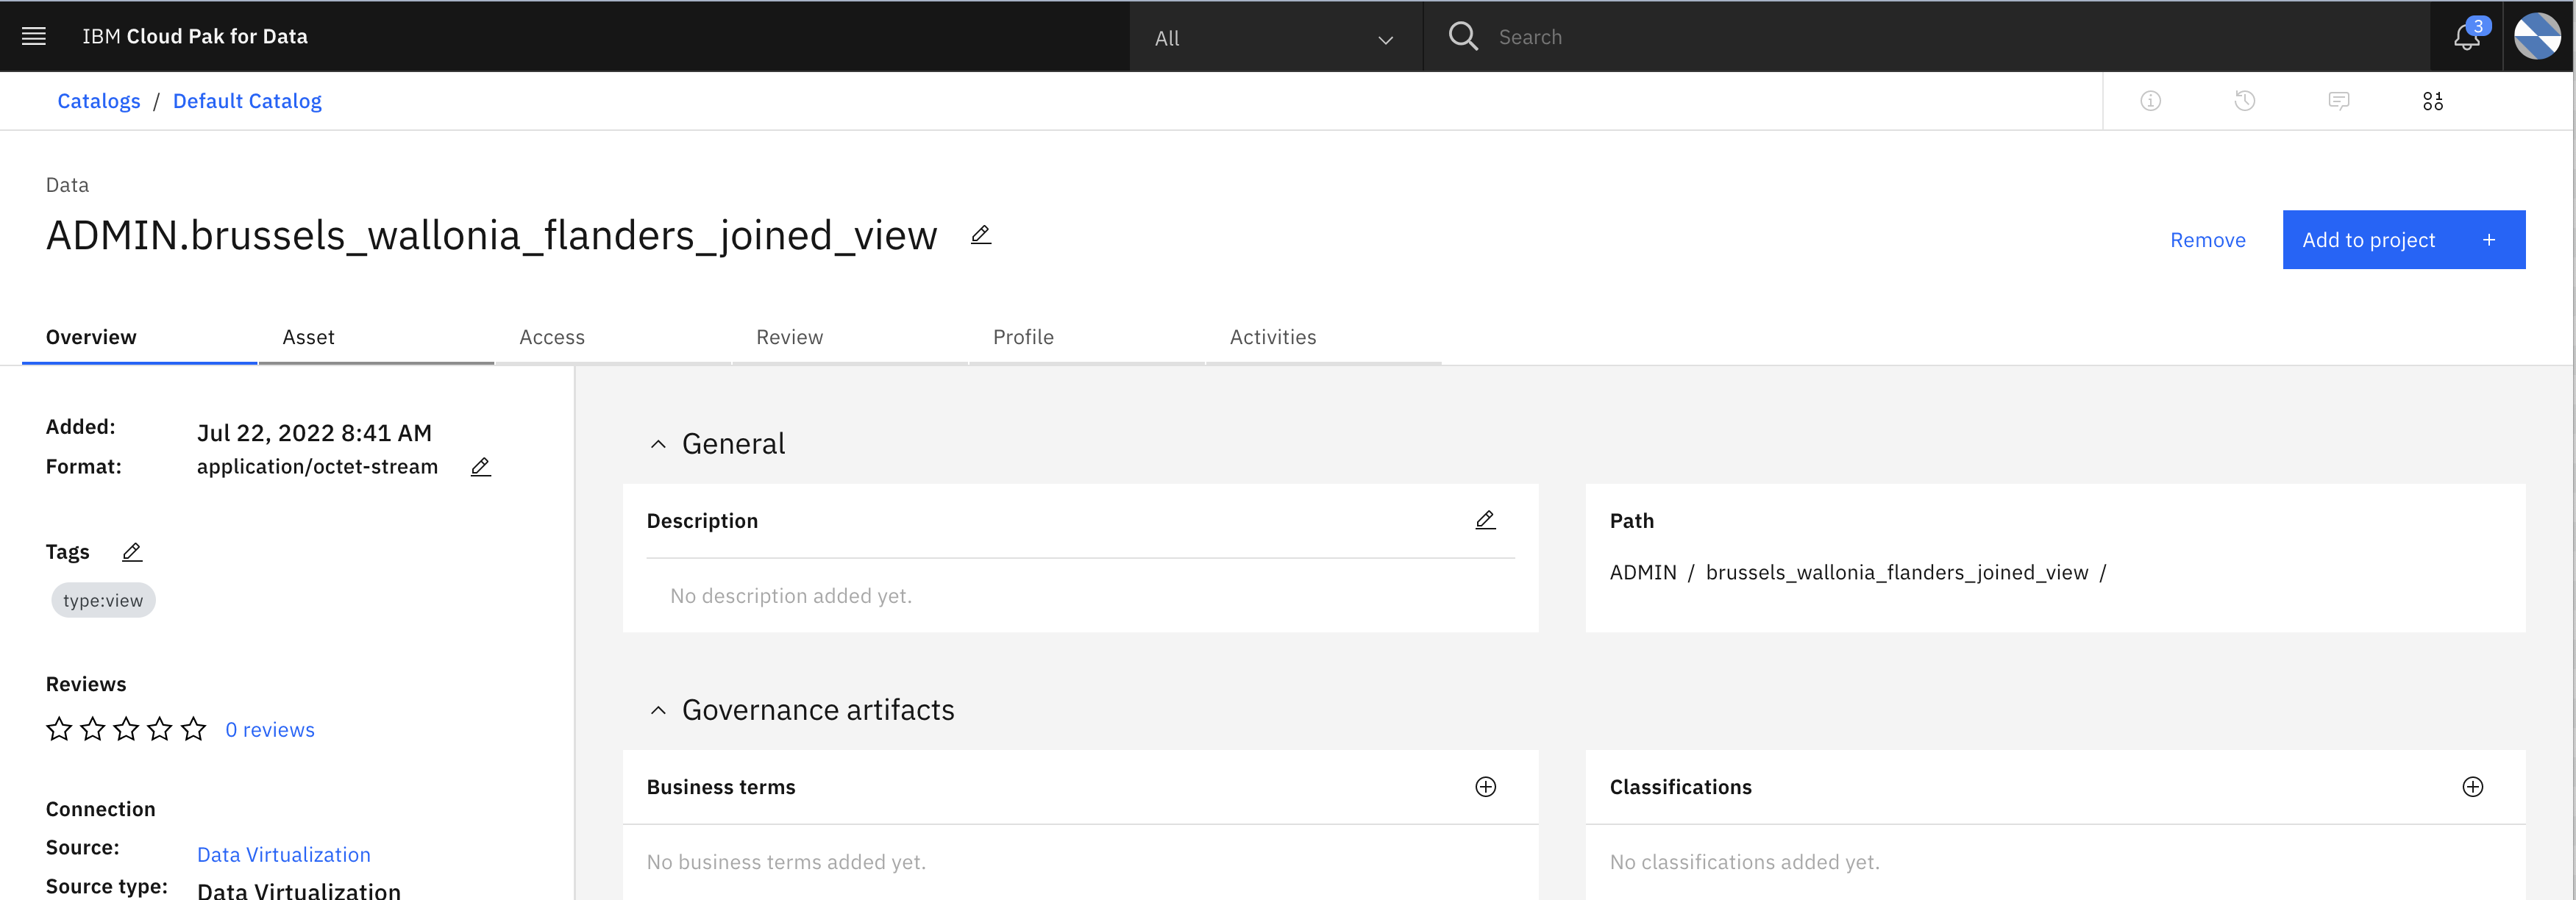 IBM Cloud Pak for Data
All
Search
3
Catalogs / Default Catalog
Data
ADMIN.brussels_wallonia_flanders_joined_view
Remove
Add to project +
Overview
Asset
Access
Review
Profile
Activities
Added: Jul 22, 2022 8:41 AM
Format: application/octet-stream
Tags
type:view
Reviews
0 reviews
Connection
Source: Data Virtualization
Source type: Data Virtualization
General
Description
No description added yet.
Path
ADMIN / brussels_wallonia_flanders_joined_view /
Governance artifacts
Business terms
No business terms added yet.
Classifications
No classifications added yet.